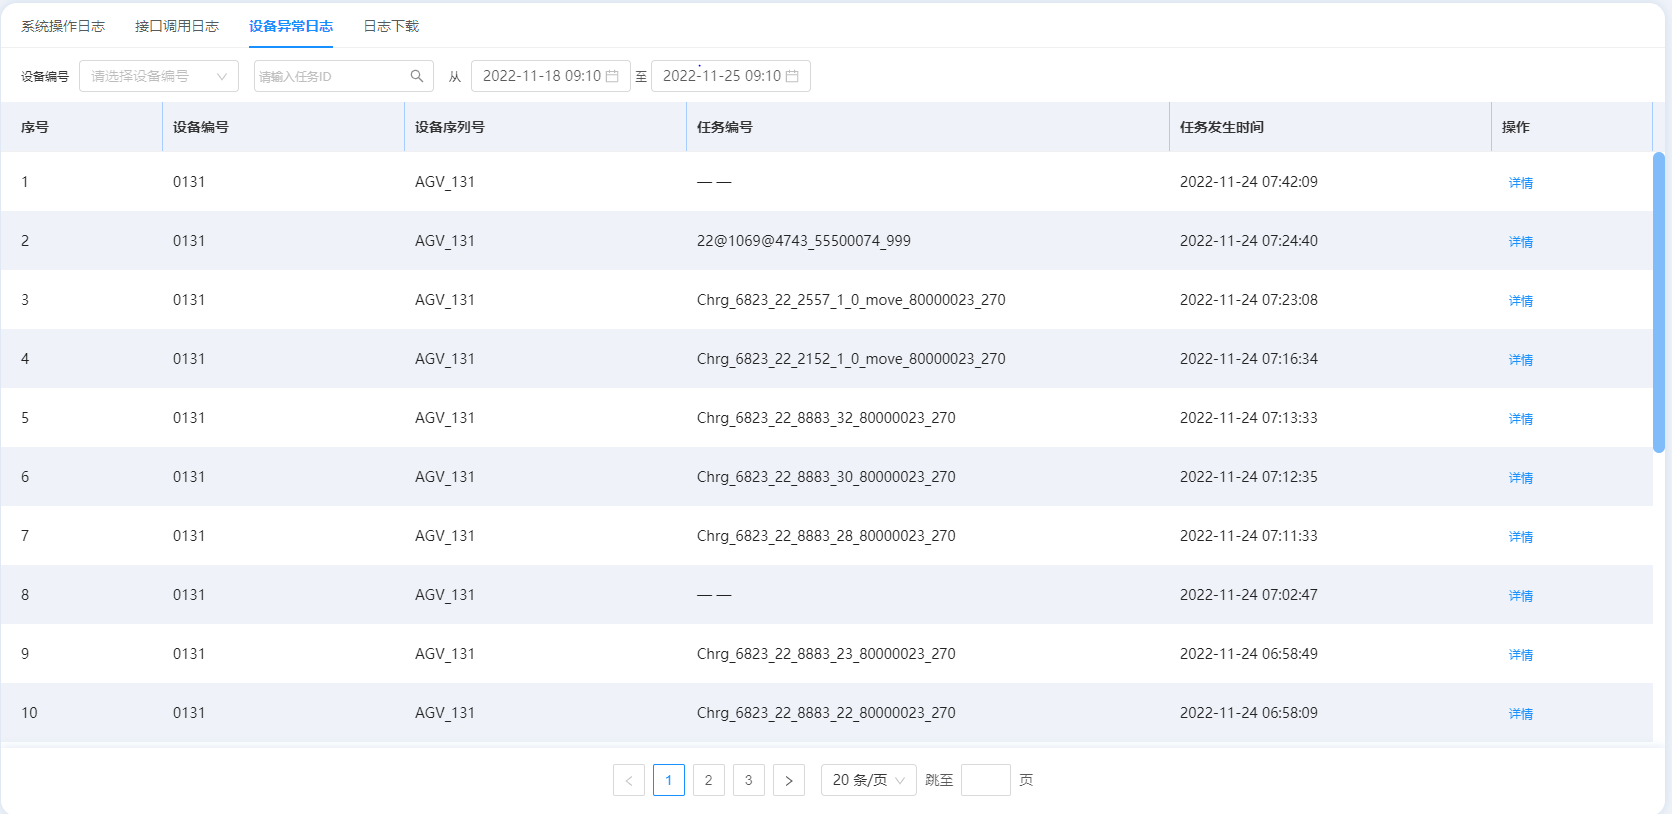 系统操作日志 接口调用日志 设备异常日志 日志下载
设备编号 请选择设备编号 请输入任务ID 从 2022-11-18 09:10 至 2022-11-25 09:10
序号 设备编号 设备序列号 任务编号 任务发生时间 操作
1 0131 AGV_131 — — 2022-11-24 07:42:09 详情
2 0131 AGV_131 22@1069@4743_55500074_999 2022-11-24 07:24:40 详情
3 0131 AGV_131 Chrg_6823_22_2557_1_0_move_80000023_270 2022-11-24 07:23:08 详情
4 0131 AGV_131 Chrg_6823_22_2152_1_0_move_80000023_270 2022-11-24 07:16:34 详情
5 0131 AGV_131 Chrg_6823_22_8883_32_80000023_270 2022-11-24 07:13:33 详情
6 0131 AGV_131 Chrg_6823_22_8883_30_80000023_270 2022-11-24 07:12:35 详情
7 0131 AGV_131 Chrg_6823_22_8883_28_80000023_270 2022-11-24 07:11:33 详情
8 0131 AGV_131 — — 2022-11-24 07:02:47 详情
9 0131 AGV_131 Chrg_6823_22_8883_23_80000023_270 2022-11-24 06:58:49 详情
10 0131 AGV_131 Chrg_6823_22_8883_22_80000023_270 2022-11-24 06:58:09 详情
< 1 2 3 > 20 条/页 跳至 页